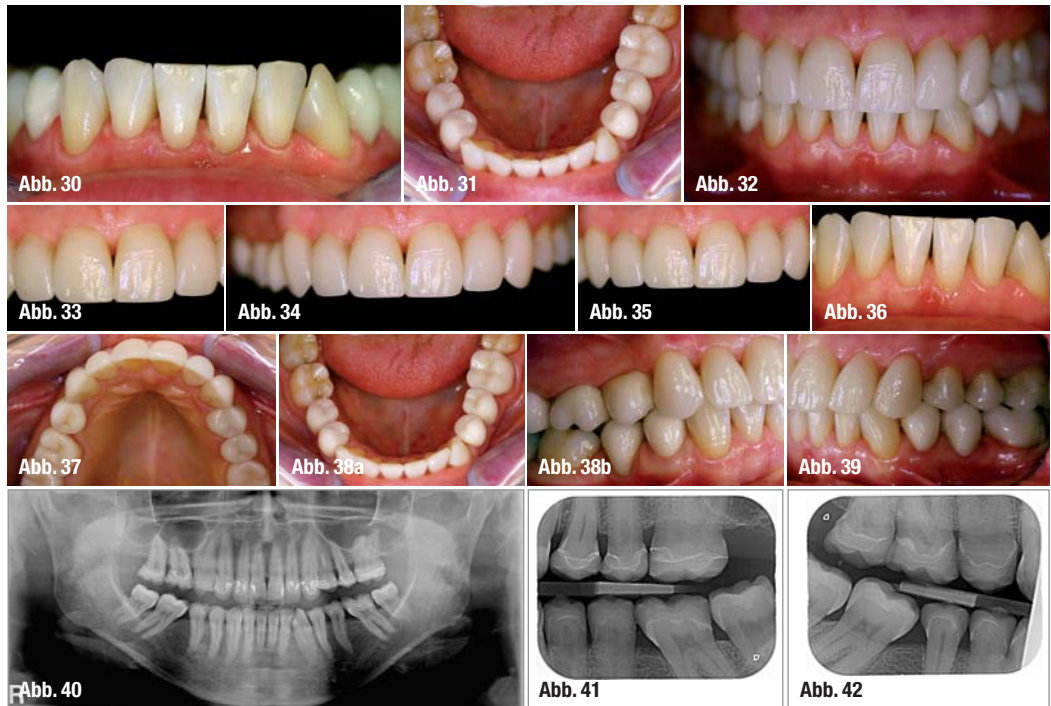 Abb. 30
Abb. 31
Abb. 32
Abb. 33
Abb. 34
Abb. 35
Abb. 36
Abb. 37
Abb. 38a
Abb. 38b
Abb. 39
Abb. 40
R
Abb. 41
Abb. 42